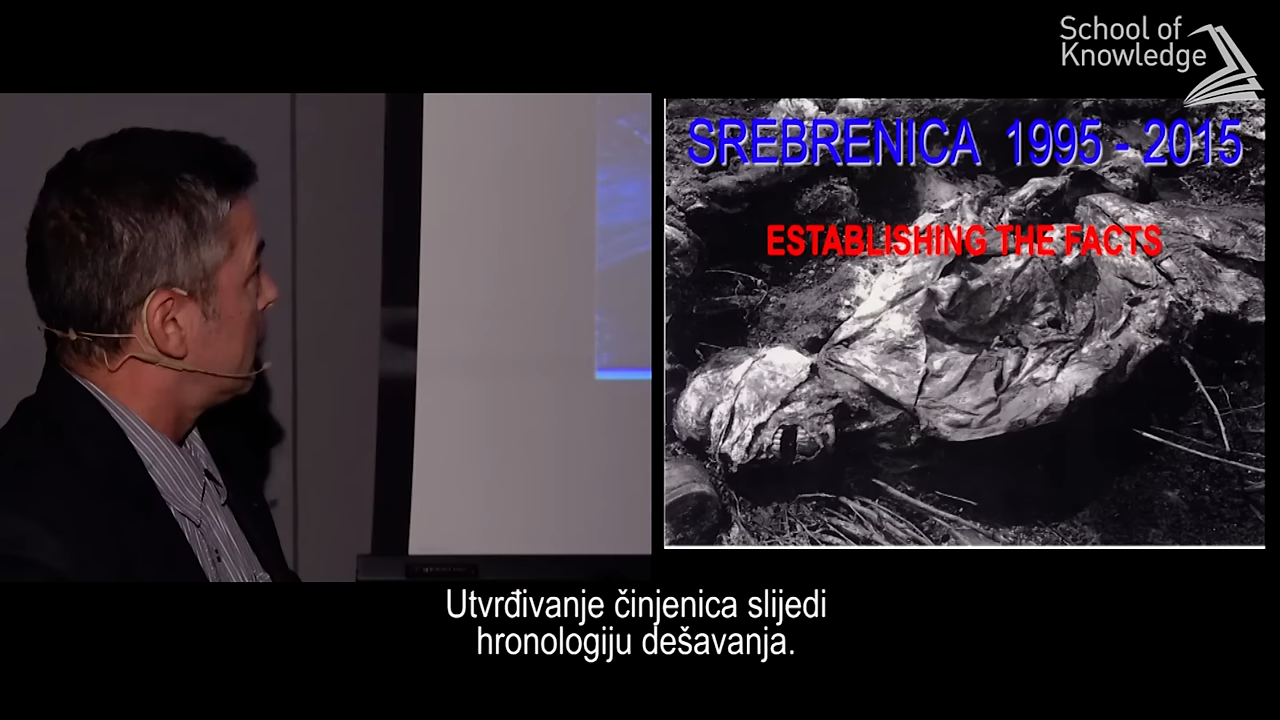 School of
Knowledge
SREBRENICA 1995 - 2015
ESTABLISHING THE FACTS
Utvrđivanje činjenica slijedi
hronologiju dešavanja.